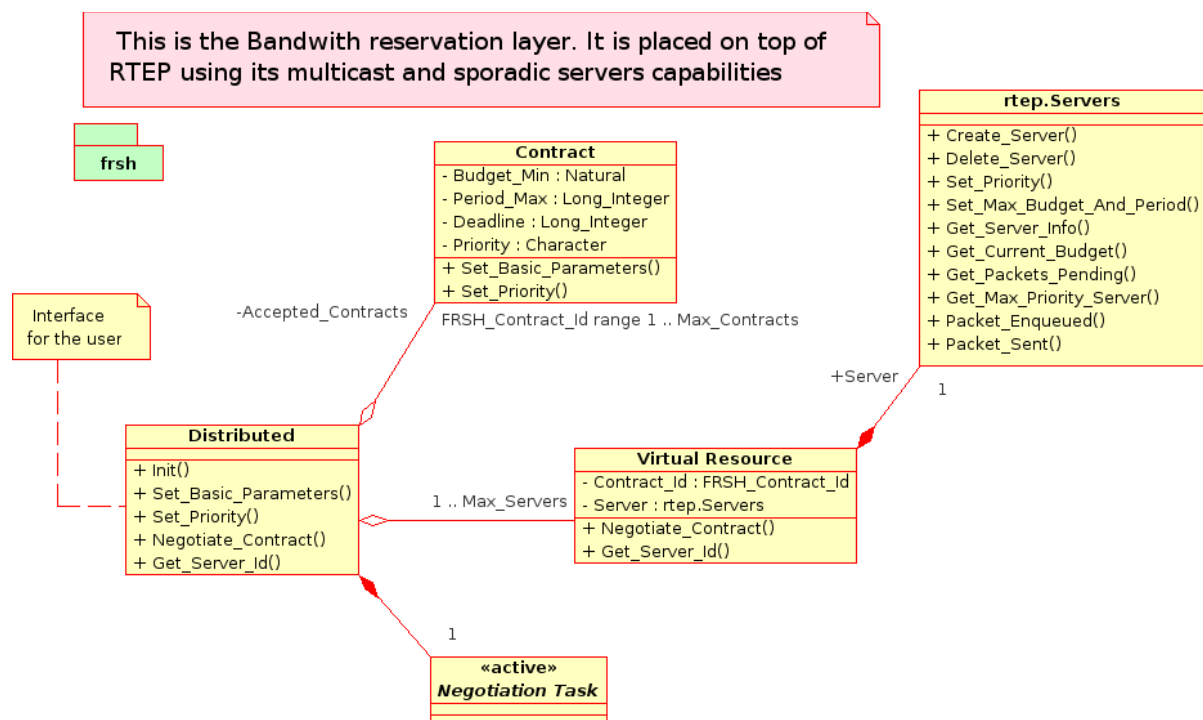 This is the Bandwith reservation layer. It is placed on top of
RTEP using its multicast and sporadic servers capabilities
frsh
Contract
- Budget_Min : Natural
- Period_Max : Long_Integer
- Deadline : Long_Integer
- Priority : Character
+ Set_Basic_Parameters()
+ Set_Priority()
rtep.Servers
+ Create_Server()
+ Delete_Server()
+ Set_Priority()
+ Set_Max_Budget_And_Period()
+ Get_Server_Info()
+ Get_Current_Budget()
+ Get_Packets_Pending()
+ Get_Max_Priority_Server()
+ Packet_Enqueued()
+ Packet_Sent()
Interface
for the user
-Accepted_Contracts
FRSH_Contract_Id range 1 .. Max_Contracts
+Server
1
Distributed
+ Init()
+ Set_Basic_Parameters()
+ Set_Priority()
+ Negotiate_Contract()
+ Get_Server_Id()
1 .. Max_Servers
Virtual Resource
- Contract_Id : FRSH_Contract_Id
- Server : rtep.Servers
+ Negotiate_Contract()
+ Get_Server_Id()
1
«active»
Negotiation Task